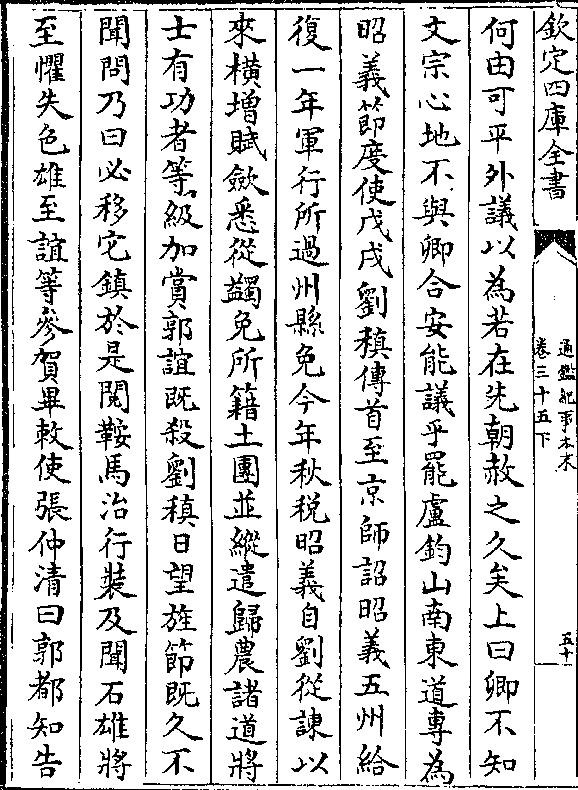 欽定四庫全書
通鑑紀事本末
卷三十五下
五十一
何由可平外議以為若在先朝赦之久矣上曰卿不知
文宗心地不與卿合安能議乎罷盧鈞山南東道專為
昭義節度使戊戌劉稹傳首至京師詔昭義五州給
復一年軍行所過州縣免今年秋税昭義自劉從諫以
來橫增賦歛悉從蠲免所籍土團並縱遣歸農諸道將
士有功者等級加賞郭誼既殺劉稹日望旌節既久不
聞問乃曰必移它鎮於是閲鞍馬治行裝及聞石雄將
至懼失色雄至誼等參賀畢敕使張仲清曰郭都知告